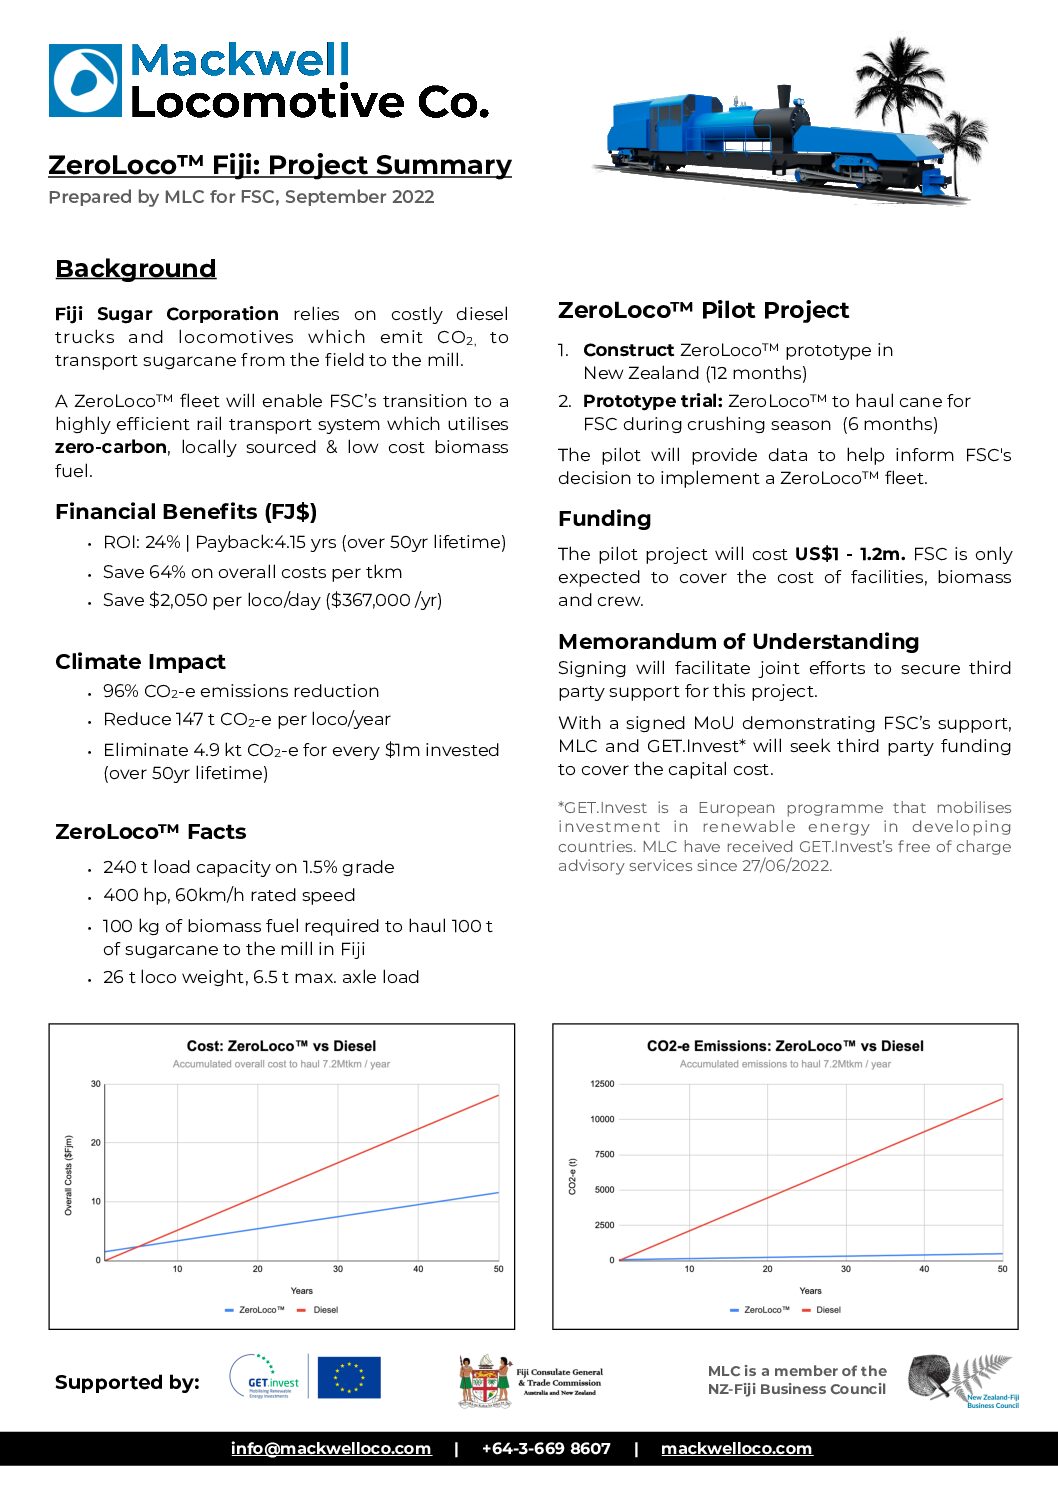 Mackwell
Locomotive Co.
ZeroLoco™ Fiji: Project Summary
Prepared by MLC for FSC, September 2022
Background
Fiji Sugar Corporation relies on costly diesel
trucks and locomotives which emit CO₂, to
transport sugarcane from the field to the mill.
A ZeroLoco™ fleet will enable FSC's transition to a
highly efficient rail transport system which utilises
zero-carbon, locally sourced & low cost biomass
fuel.
Financial Benefits (FJ$)
• ROI: 24% | Payback:4.15 yrs (over 50yr lifetime)
• Save 64% on overall costs per tkm
• Save $2,050 per loco/day ($367,000 /yr)
Climate Impact
• 96% CO₂-e emissions reduction
• Reduce 147 t CO₂-e per loco/year
• Eliminate 4.9 kt CO₂-e for every $1m invested
(over 50yr lifetime)
ZeroLoco™ Facts
• 240 t load capacity on 1.5% grade
• 400 hp, 60km/h rated speed
• 100 kg of biomass fuel required to haul 100 t
of sugarcane to the mill in Fiji
• 26 t loco weight, 6.5 t max. axle load
ZeroLoco™ Pilot Project
1. Construct ZeroLoco™ prototype in
New Zealand (12 months)
2. Prototype trial: ZeroLoco™ to haul cane for
FSC during crushing season (6 months)
The pilot will provide data to help inform FSC's
decision to implement a ZeroLoco™ fleet.
Funding
The pilot project will cost US$1 - 1.2m. FSC is only
expected to cover the cost of facilities, biomass
and crew.
Memorandum of Understanding
Signing will facilitate joint efforts to secure third
party support for this project.
With a signed MoU demonstrating FSC's support,
MLC and GET.Invest* will seek third party funding
to cover the capital cost.
*GET.Invest is a European programme that mobilises
investment in renewable energy in developing
countries. MLC have received GET.Invest's free of charge
advisory services since 27/06/2022.
Cost: ZeroLoco™ vs Diesel
Accumulated overall cost to haul 7.2Mtkm / year
Overall Costs ($Fjm)
30
20
10
0
10 20 30 40 50
Years
ZeroLoco™ Diesel
CO2-e Emissions: ZeroLoco™ vs Diesel
Accumulated emissions to haul 7.2Mtkm / year
CO2-e (t)
12500
10000
7500
5000
2500
0
10 20 30 40 50
Years
ZeroLoco™ Diesel
Supported by:
GET.invest
Mobilising Renewable
Energy Investments
Fiji Consulate General
& Trade Commission
Australia and New Zealand
MLC is a member of the
NZ-Fiji Business Council
New Zealand-Fiji
Business Council
info@mackwelloco.com | +64-3-669 8607 | mackwelloco.com